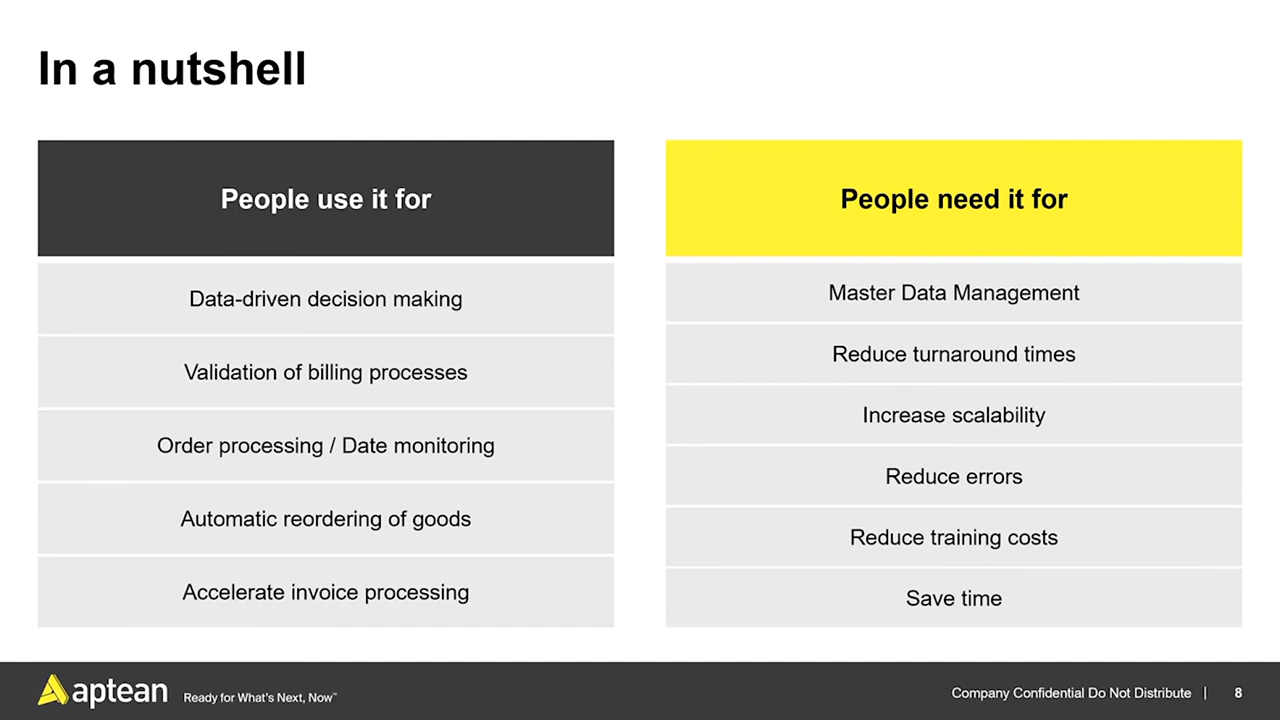 In a nutshell
People use it for
Data-driven decision making
Validation of billing processes
Order processing / Date monitoring
Automatic reordering of goods
Accelerate invoice processing
People need it for
Master Data Management
Reduce turnaround times
Increase scalability
Reduce errors
Reduce training costs
Save time
aptean Ready for What's Next, Now™
Company Confidential Do Not Distribute | 8